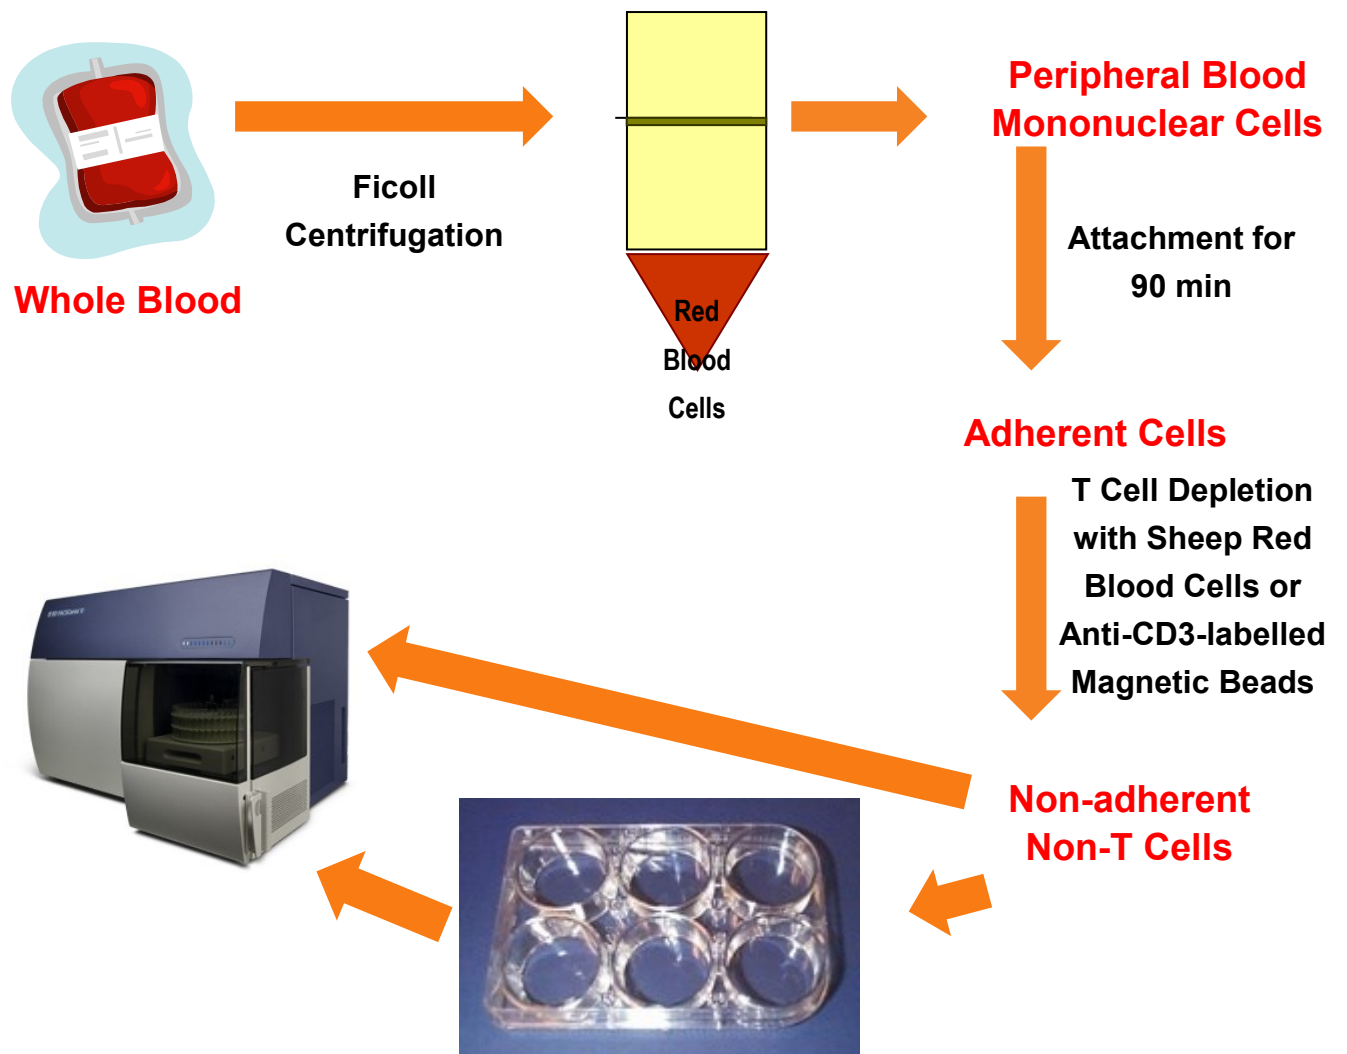 Whole Blood
Ficoll
Centrifugation
Red
Blood
Cells
Peripheral Blood
Mononuclear Cells
Attachment for
90 min
Adherent Cells
T Cell Depletion
with Sheep Red
Blood Cells or
Anti-CD3-labelled
Magnetic Beads
Non-adherent
Non-T Cells